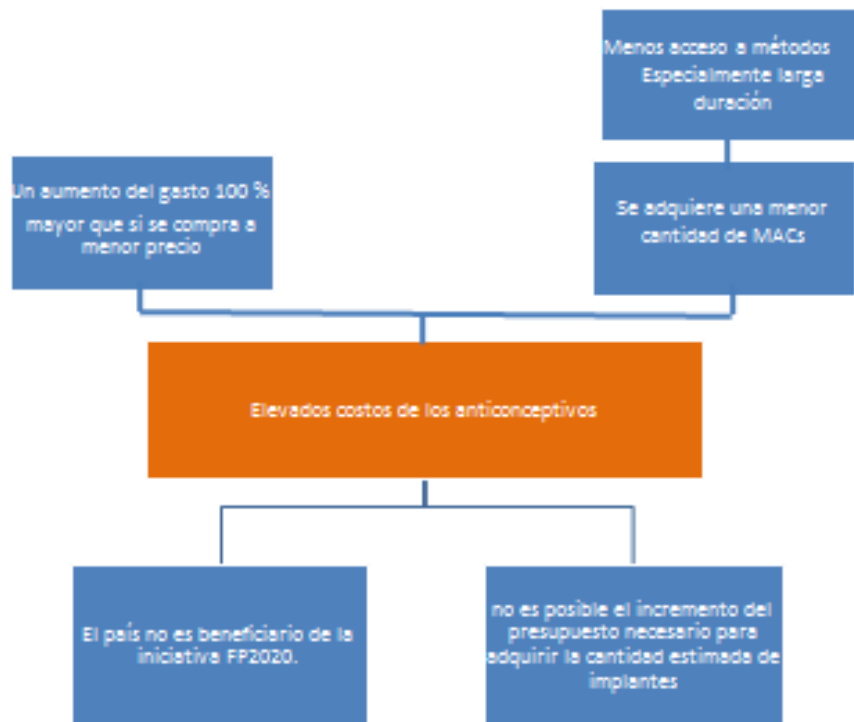 Menos acceso a métodos
Especialmente larga
duración
Un aumento del gasto 100 %
mayor que si se compra a
menor precio
Se adquiere una menor
cantidad de MACs
Elevados costos de los anticonceptivos
El país no es beneficiario de la
iniciativa FP2020.
no es posible el incremento del
presupuesto necesario para
adquirir la cantidad estimada de
implantes